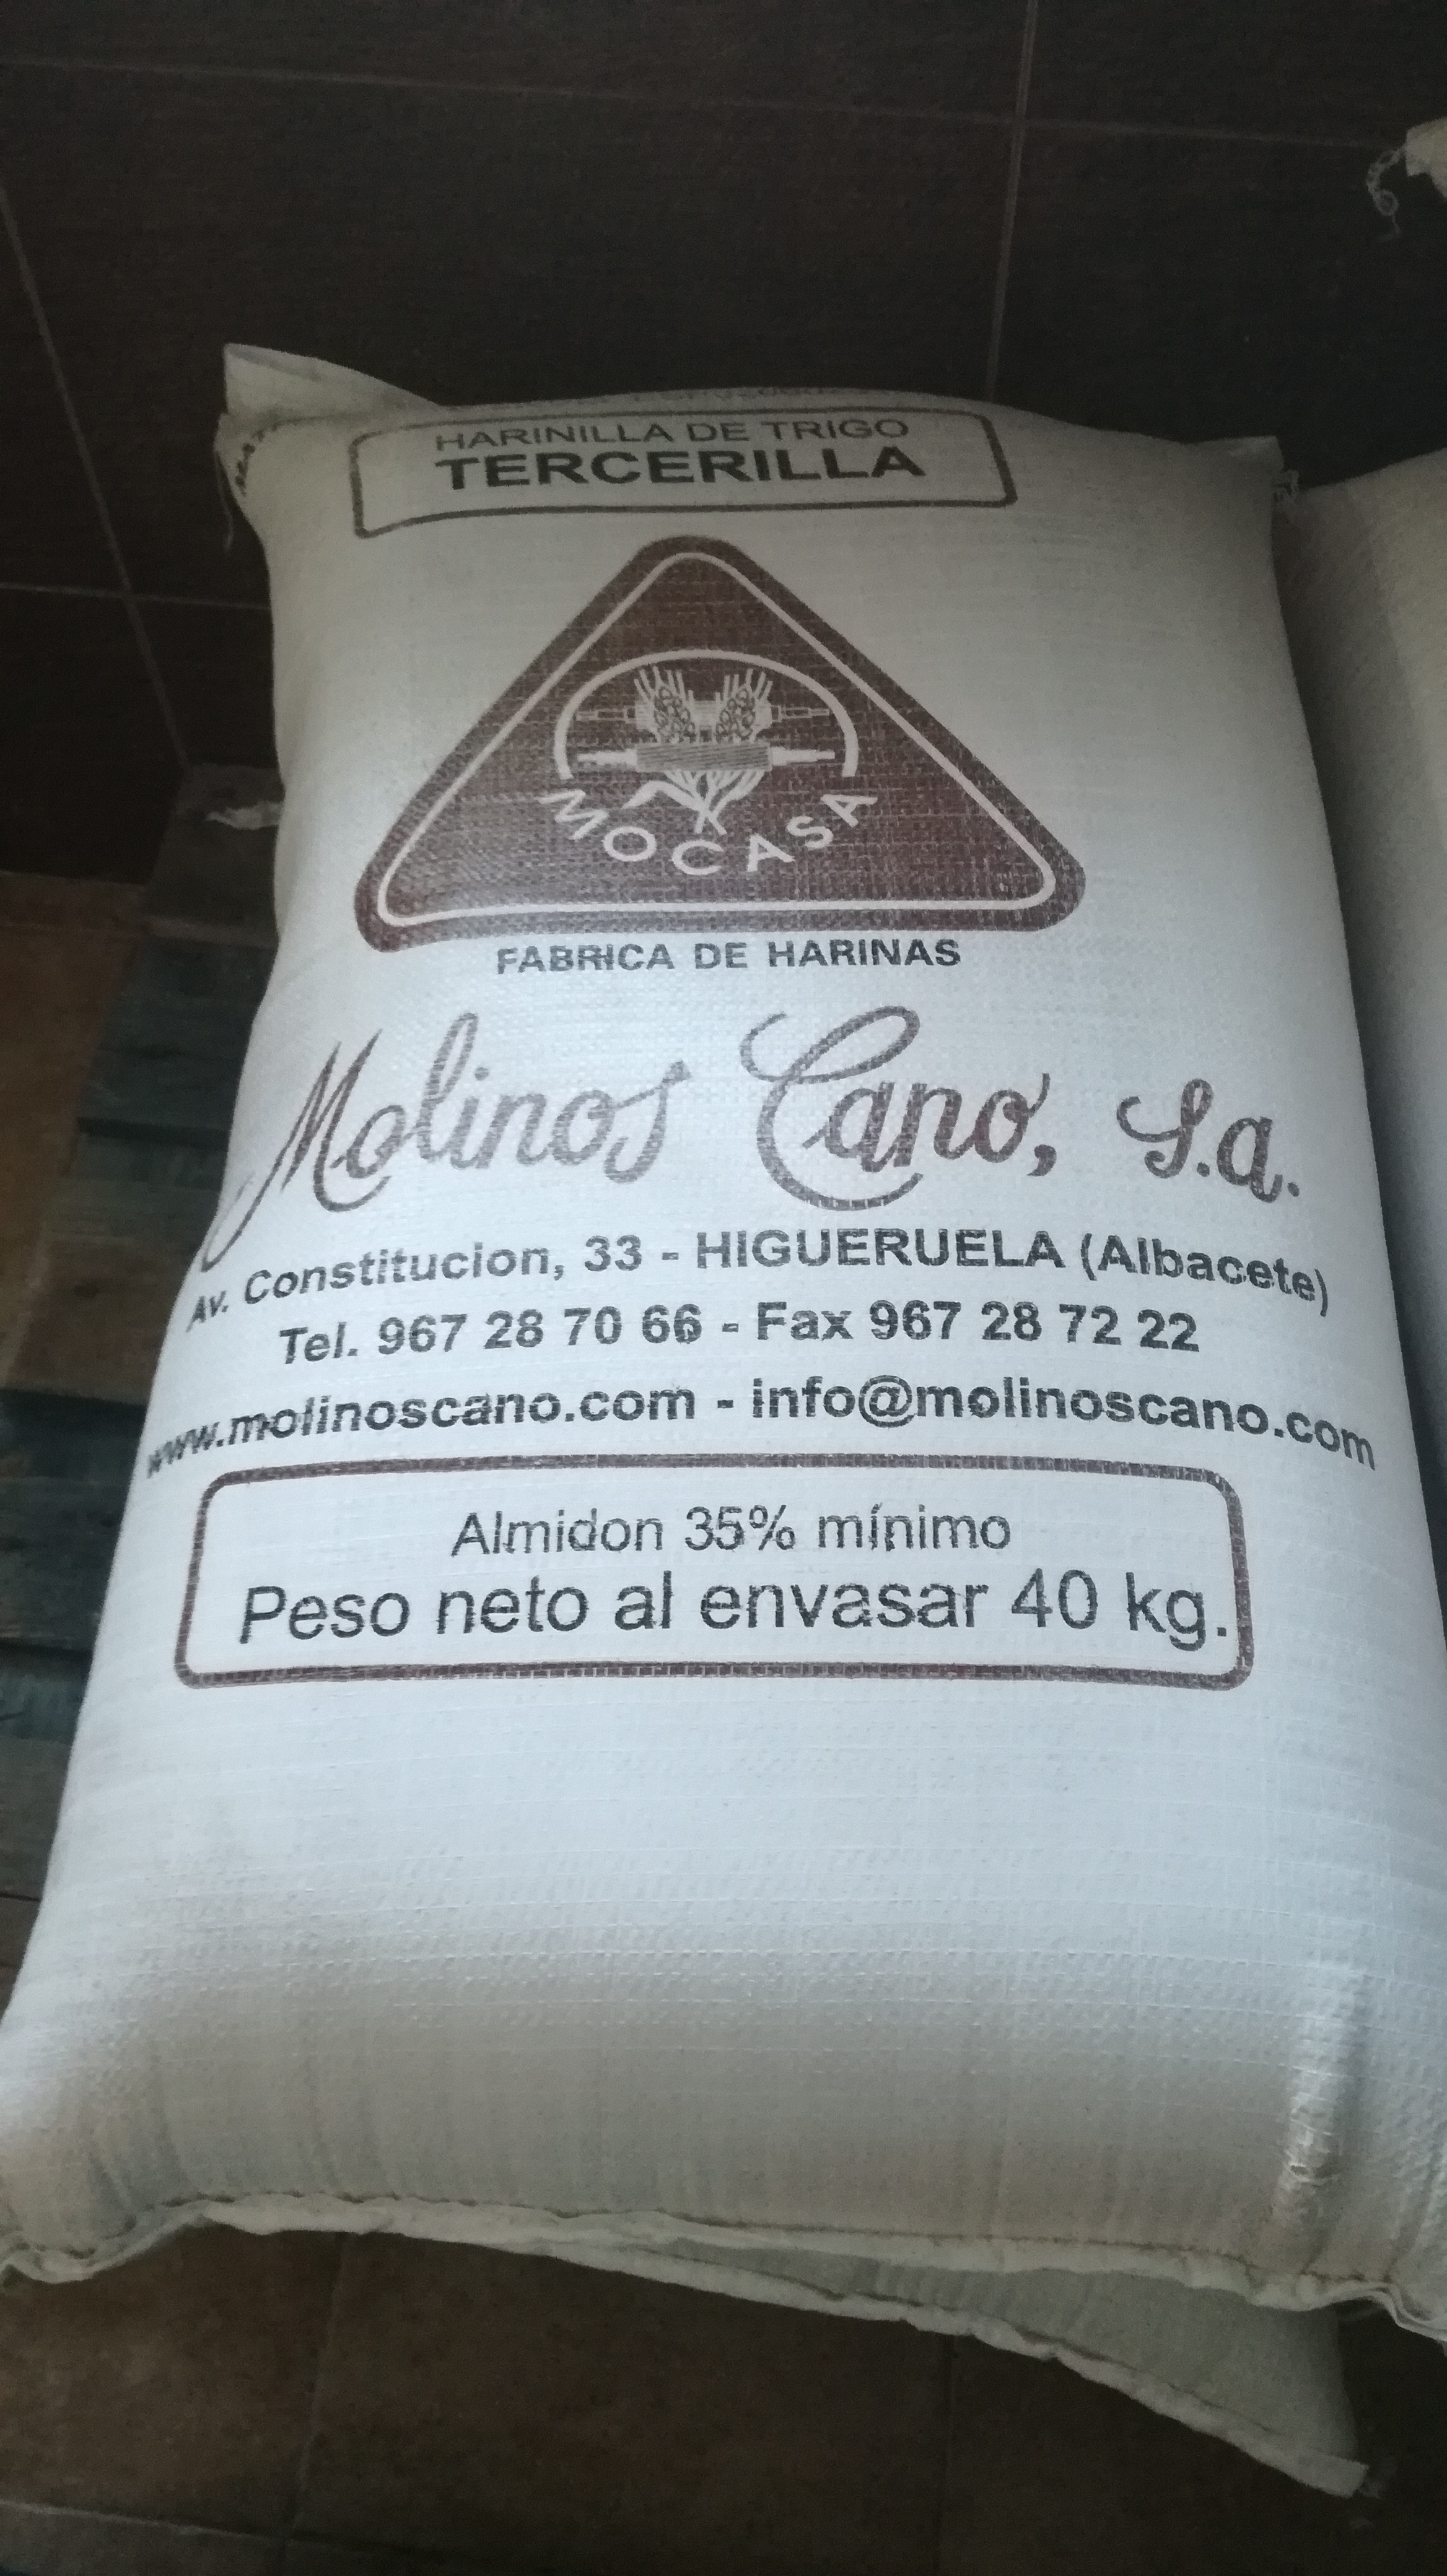 HARINILLA DE TRIGO
TERCERILLA
MOCASA
FABRICA DE HARINAS
Molinos Cano, S.a.
Av. Constitucion, 33 - HIGUERUELA (Albacete)
Tel. 967 28 70 66 - Fax 967 28 72 22
www.molinoscano.com - info@molinoscano.com
Almidon 35% mínimo
Peso neto al envasar 40 kg.